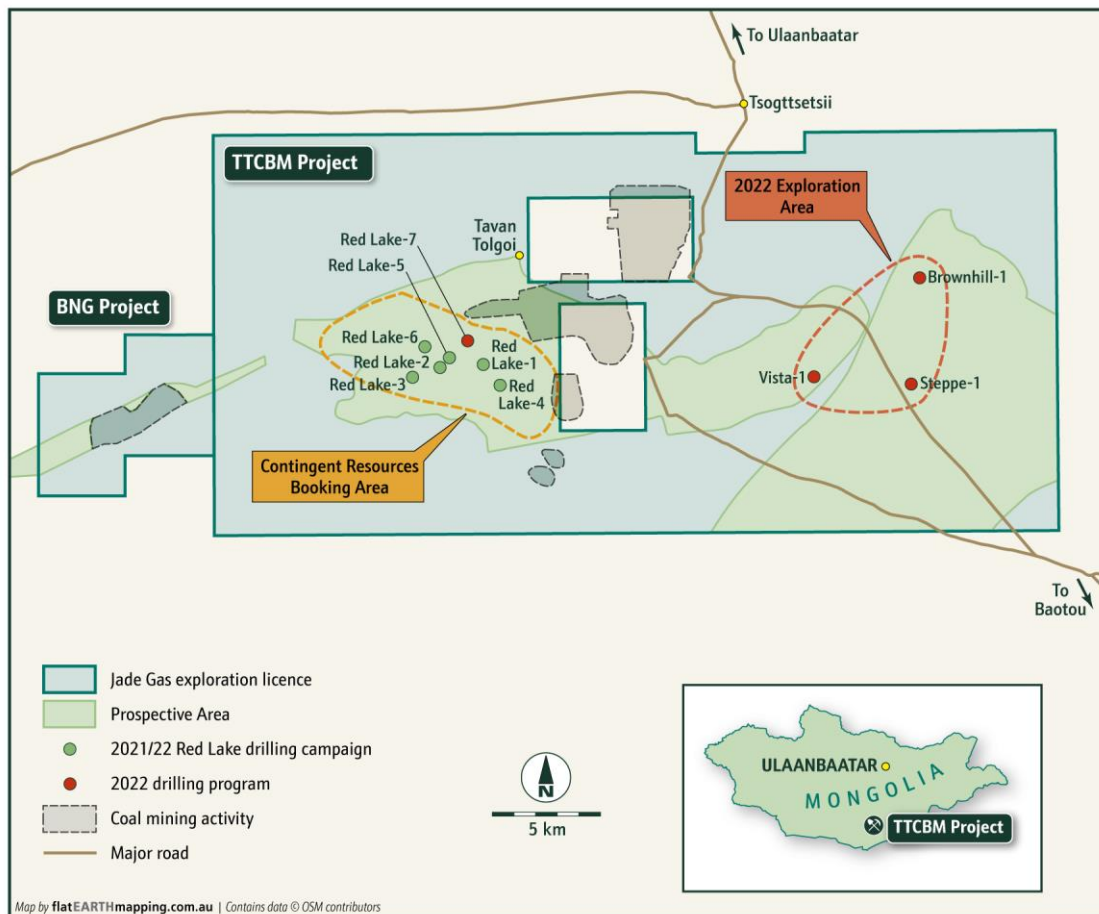 To Ulaanbaatar
Tsogttsetsii
TTCBM Project
2022 Exploration
Area
Tavan
Tolgoi
Red Lake-7
Red Lake-5
Brownhill-1
BNG Project
Red Lake-6
Red Lake-2
Red Lake-3
Red
Lake-1
Red
Lake-4
Vista-1
Steppe-1
Contingent Resources
Booking Area
To
Baotou
Jade Gas exploration licence
Prospective Area
2021/22 Red Lake drilling campaign
2022 drilling program
Coal mining activity
Major road
N
5 km
ULAANBAATAR
MONGOLIA
TTCBM Project
Map by flatEARTHmapping.com.au | Contains data © OSM contributors